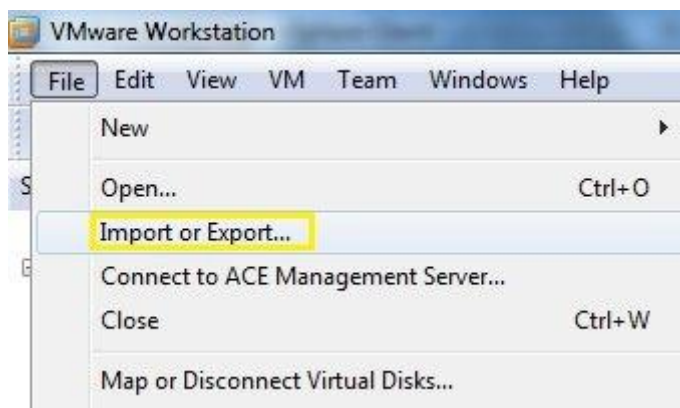 VMware Workstation
File Edit View VM Team Windows Help
New
S
Open... Ctrl+O
Import or Export...
Connect to ACE Management Server...
Close Ctrl+W
Map or Disconnect Virtual Disks...